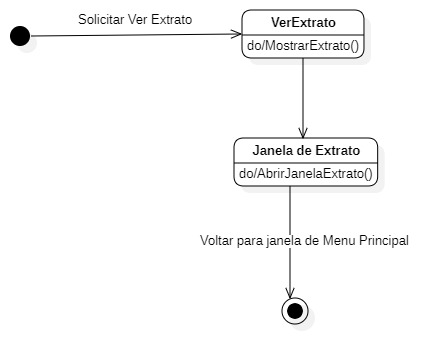 Solicitar Ver Extrato
VerExtrato
do/MostrarExtrato()
Janela de Extrato
do/AbrirJanelaExtrato()
Voltar para janela de Menu Principal